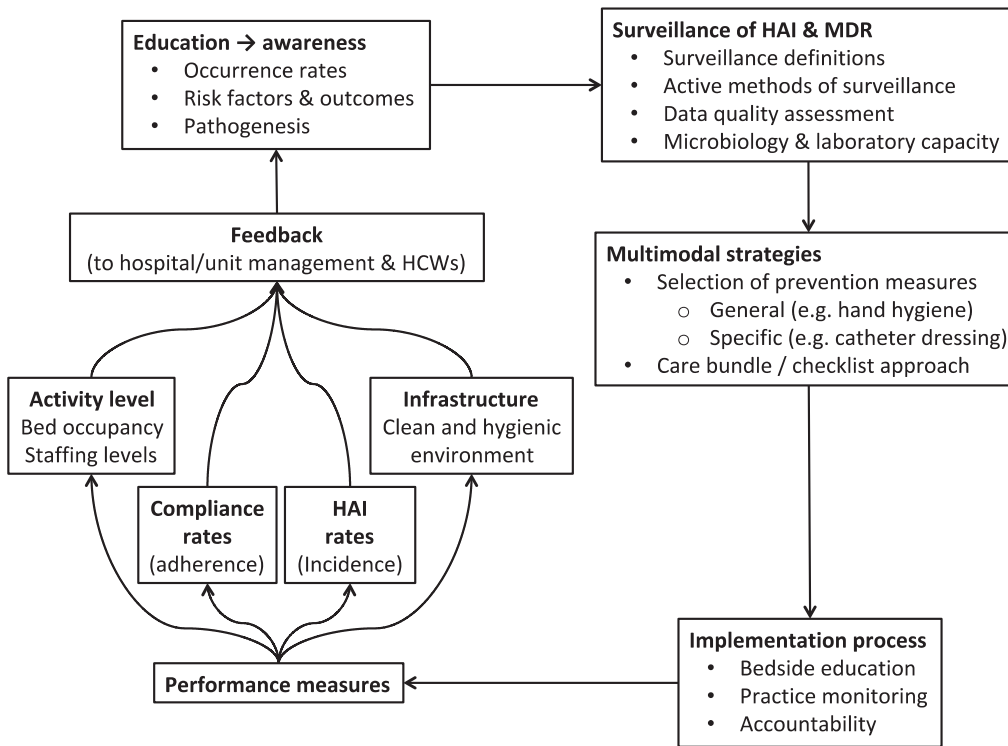 Education → awareness
• Occurrence rates
• Risk factors & outcomes
• Pathogenesis
Surveillance of HAI & MDR
• Surveillance definitions
• Active methods of surveillance
• Data quality assessment
• Microbiology & laboratory capacity
Feedback
(to hospital/unit management & HCWs)
Multimodal strategies
• Selection of prevention measures
o General (e.g. hand hygiene)
o Specific (e.g. catheter dressing)
• Care bundle / checklist approach
Activity level
Bed occupancy
Staffing levels
Infrastructure
Clean and hygienic
environment
Compliance
rates
(adherence)
HAI
rates
(Incidence)
Implementation process
• Bedside education
• Practice monitoring
• Accountability
Performance measures